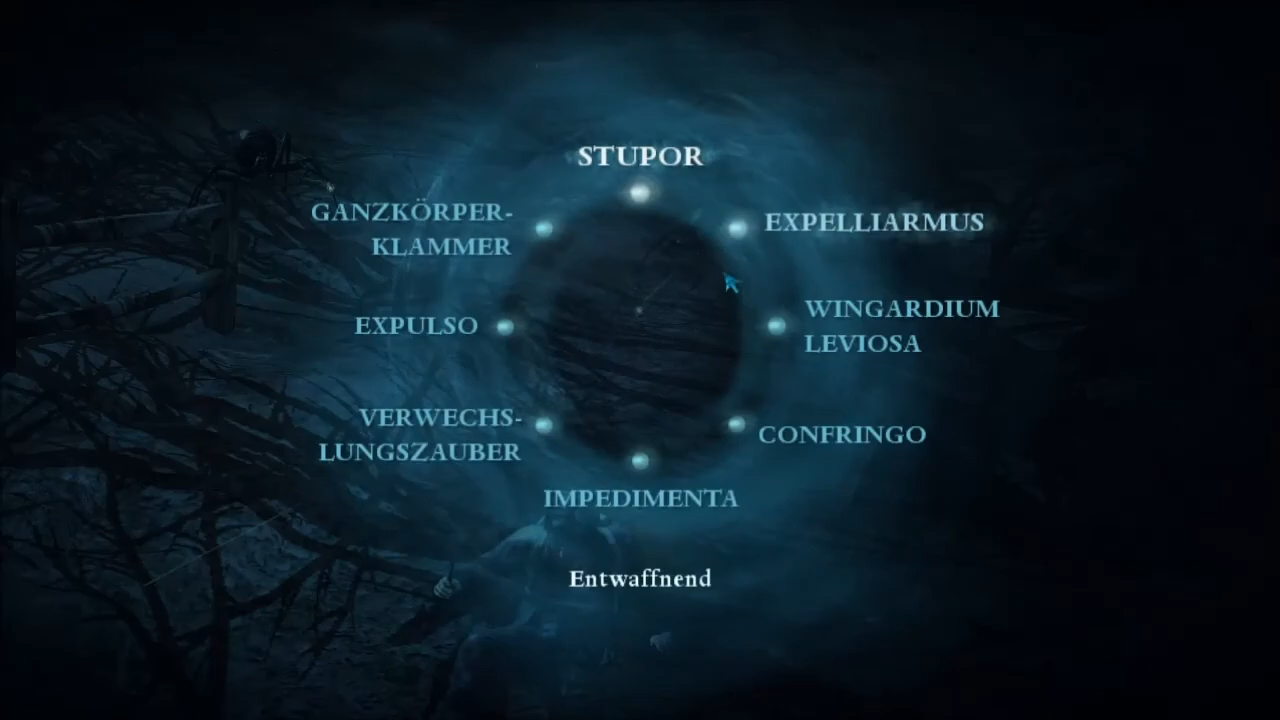 STUPOR
GANZKÖRPER-
KLAMMER
EXPELLIARMUS
EXPULSO
WINGARDIUM
LEVIOSA
VERWECHS-
LUNGSZAUBER
CONFRINGO
IMPEDIMENTA
Entwaffnend